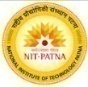 राष्ट्रीय प्रौद्योगिकी संस्थान पटना
NIT-PATNA
NATIONAL INSTITUTE OF TECHNOLOGY PATNA